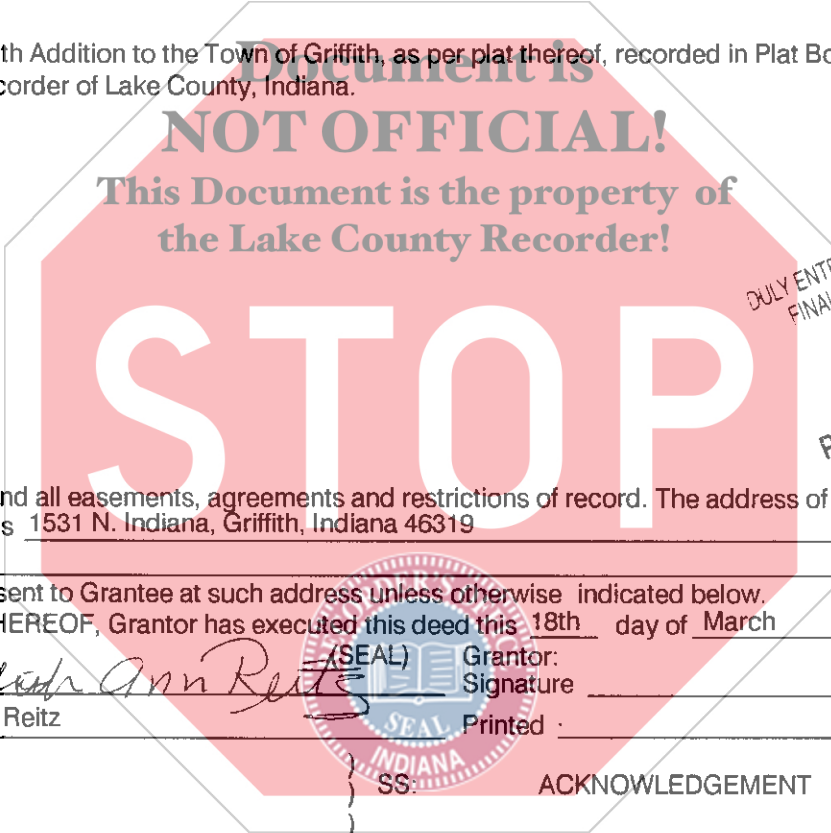 th Addition to the Town of Griffith, as per plat thereof, recorded in Plat Bo
corder of Lake County, Indiana.
Document is
NOT OFFICIAL!
This Document is the property of
the Lake County Recorder!
DULY ENTE
FINAL
STOP
P
nd all easements, agreements and restrictions of record. The address of
s 1531 N. Indiana, Griffith, Indiana 46319
sent to Grantee at such address unless otherwise indicated below.
HEREOF, Grantor has executed this deed this 18th day of March
Ann Reitz (SEAL) Grantor:
Signature
Reitz Printed
SEAL
INDIANA
SS: ACKNOWLEDGEMENT